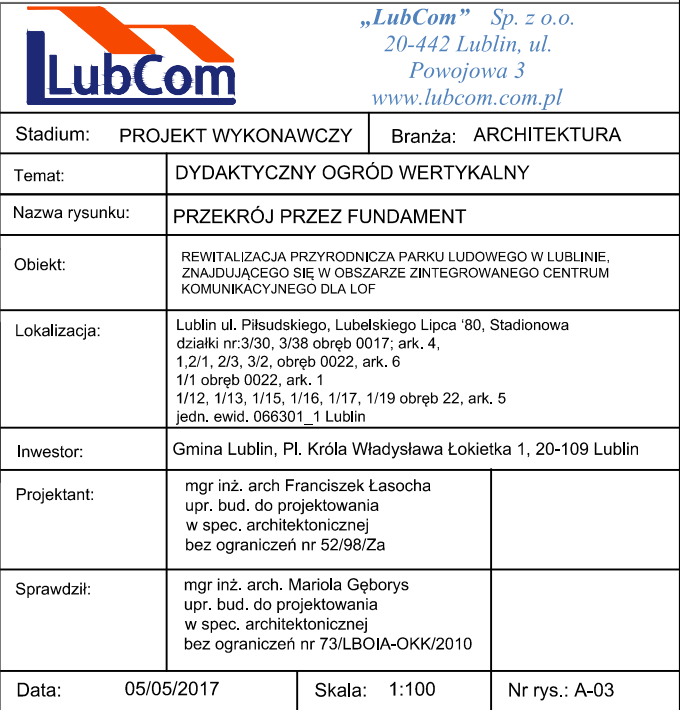 LubCom
„LubCom” Sp. z o.o.
20-442 Lublin, ul.
Powojowa 3
www.lubcom.com.pl
Stadium: PROJEKT WYKONAWCZY Branża: ARCHITEKTURA
Temat: DYDAKTYCZNY OGRÓD WERTYKALNY
Nazwa rysunku: PRZEKRÓJ PRZEZ FUNDAMENT
Obiekt:
REWITALIZACJA PRZYRODNICZA PARKU LUDOWEGO W LUBLINIE,
ZNAJDUJĄCEGO SIĘ W OBSZARZE ZINTEGROWANEGO CENTRUM
KOMUNIKACYJNEGO DLA LOF
Lokalizacja:
Lublin ul. Piłsudskiego, Lubelskiego Lipca ‘80, Stadionowa
działki nr:3/30, 3/38 obręb 0017; ark. 4,
1,2/1, 2/3, 3/2, obręb 0022, ark. 6
1/1 obręb 0022, ark. 1
1/12, 1/13, 1/15, 1/16, 1/17, 1/19 obręb 22, ark. 5
jedn. ewid. 066301_1 Lublin
Inwestor: Gmina Lublin, Pl. Króla Władysława Łokietka 1, 20-109 Lublin
Projektant:
mgr inż. arch Franciszek Łasocha
upr. bud. do projektowania
w spec. architektonicznej
bez ograniczeń nr 52/98/Za
Sprawdził:
mgr inż. arch. Mariola Gęborys
upr. bud. do projektowania
w spec. architektonicznej
bez ograniczeń nr 73/LBOIA-OKK/2010
Data: 05/05/2017 Skala: 1:100 Nr rys.: A-03